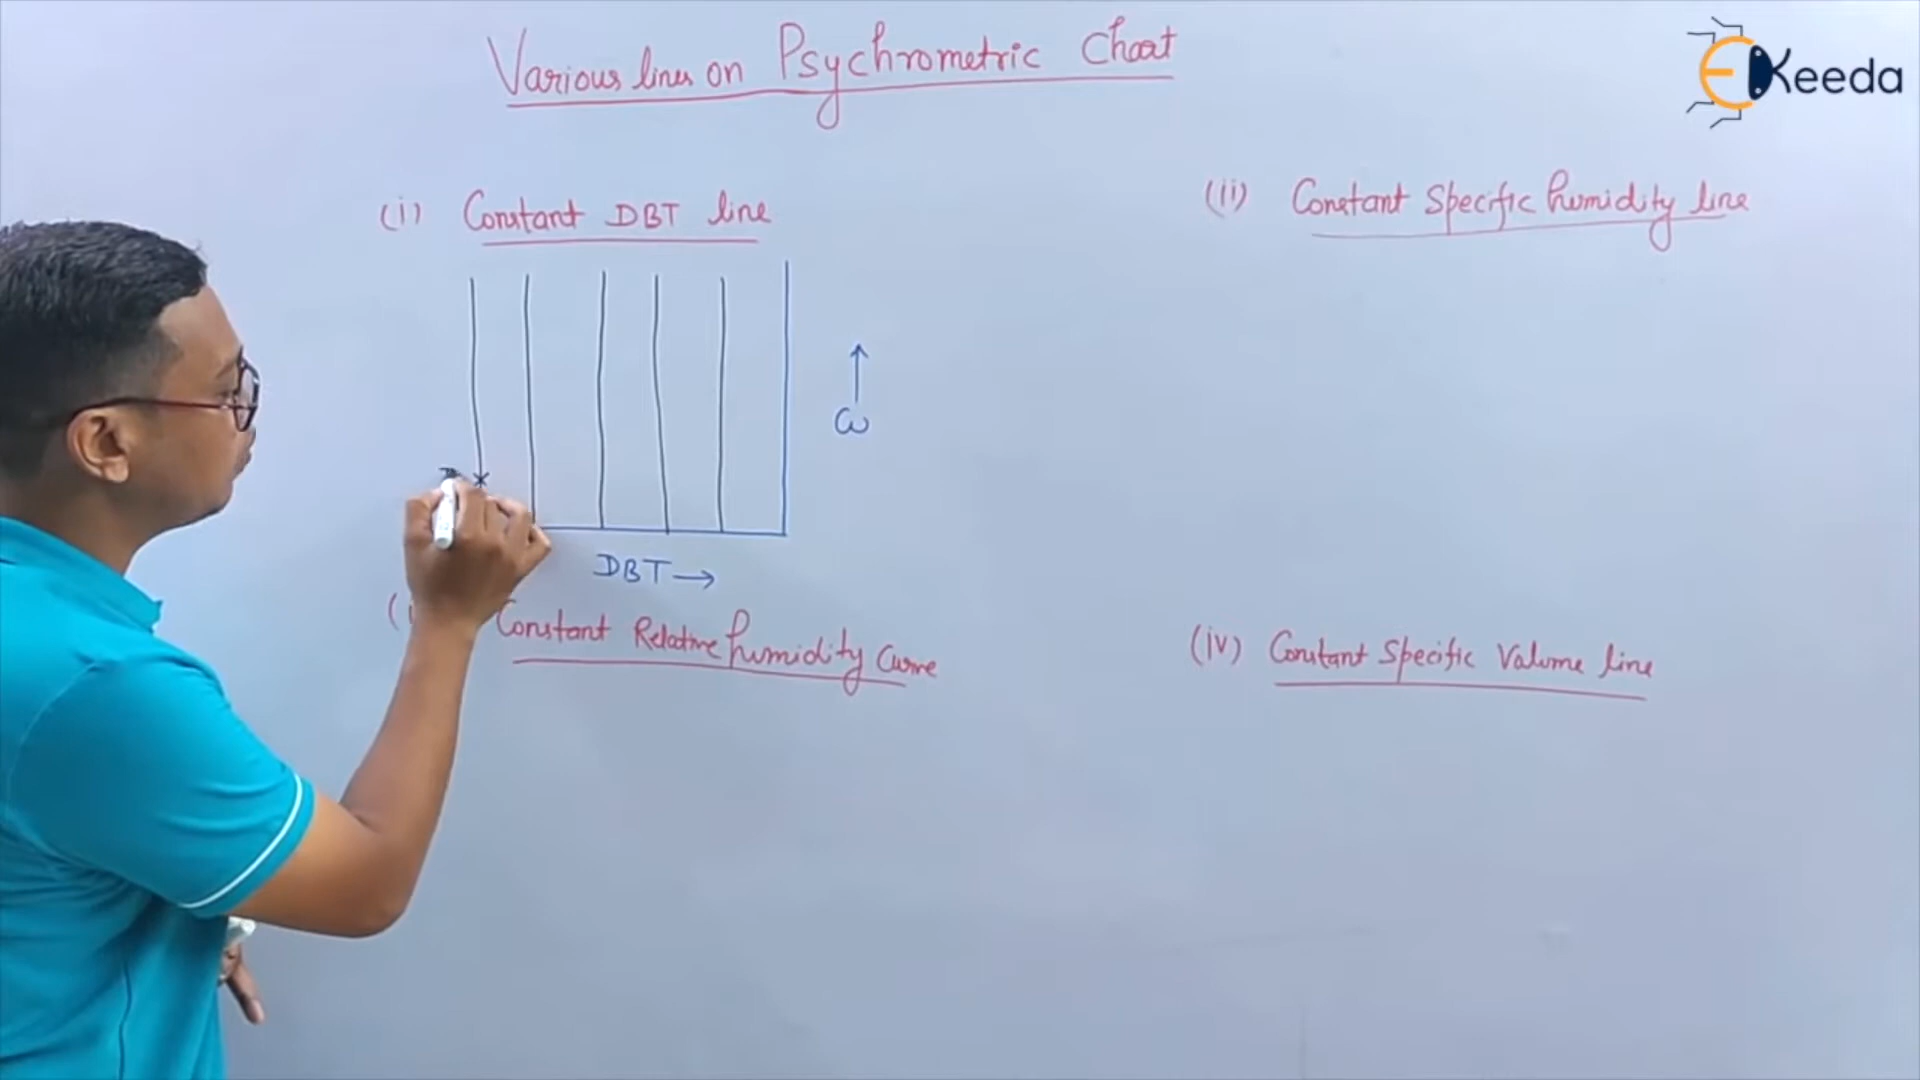 Various lines on Psychrometric Chart
EKeeda
(i) Constant DBT line
(ii) Constant Specific humidity line
ω
DBT
Constant Relative humidity Curve
(iv) Constant Specific Volume line